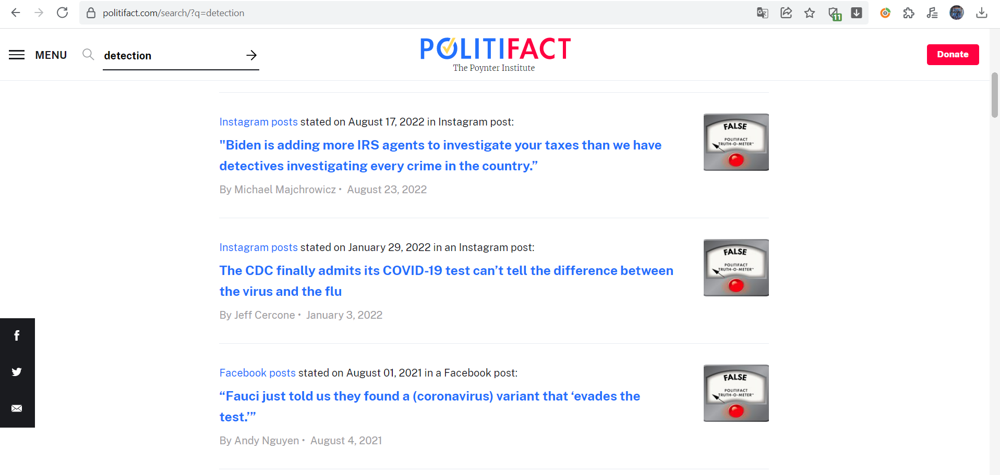 politifact.com/search/?q=detection
11
MENU
detection
POLITIFACT
The Poynter Institute
Donate
Instagram posts stated on August 17, 2022 in Instagram post:
"Biden is adding more IRS agents to investigate your taxes than we have
detectives investigating every crime in the country.”
By Michael Majchrowicz • August 23, 2022
FALSE
POLITIFACT
TRUTH-O-METER™
Instagram posts stated on January 29, 2022 in an Instagram post:
The CDC finally admits its COVID-19 test can’t tell the difference between
the virus and the flu
By Jeff Cercone • January 3, 2022
FALSE
POLITIFACT
TRUTH-O-METER™
Facebook posts stated on August 01, 2021 in a Facebook post:
“Fauci just told us they found a (coronavirus) variant that ‘evades the
test.’”
By Andy Nguyen • August 4, 2021
FALSE
POLITIFACT
TRUTH-O-METER™